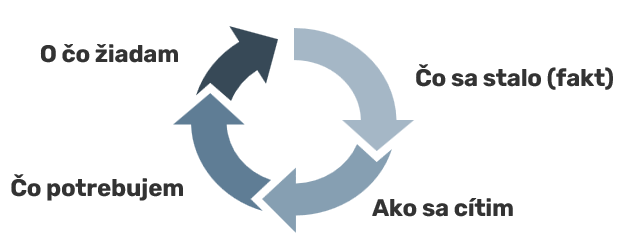 O čo žiadam
Čo sa stalo (fakt)
Čo potrebujem
Ako sa cítim